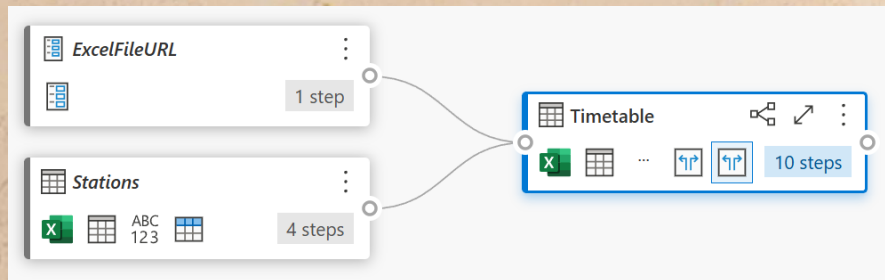 ExcelFileURL
1 step
Stations
ABC
123
4 steps
Timetable
...
10 steps